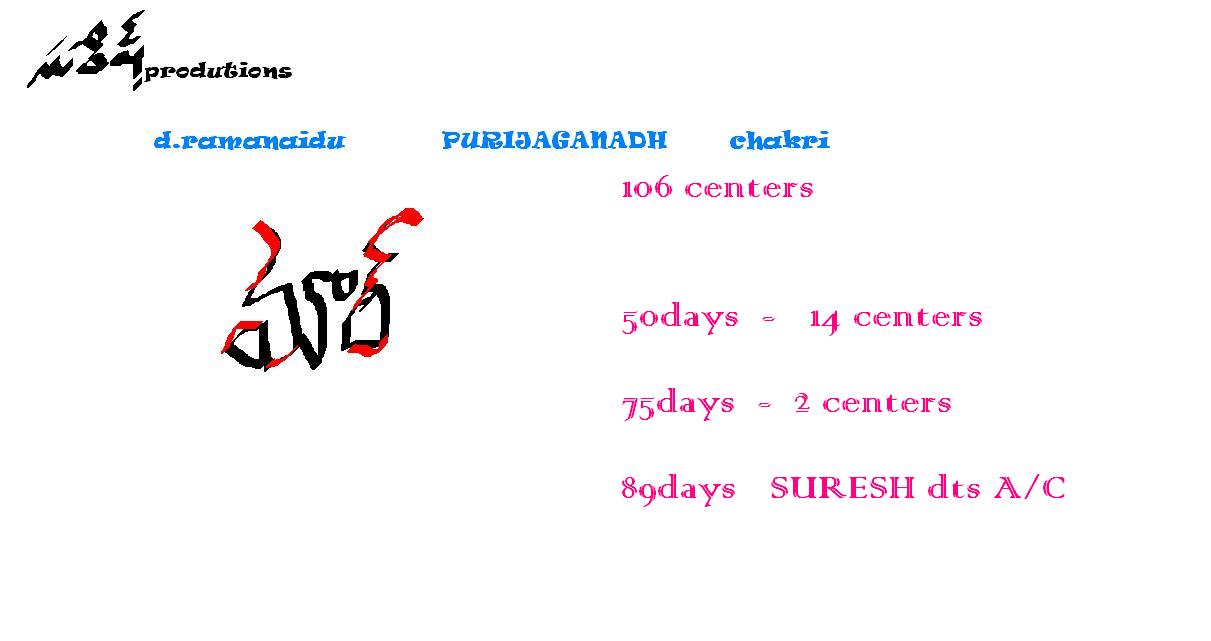 produtions
d.ramanaidu PURIJAGANADH chakri
106 centers
50days - 14 centers
75days - 2 centers
89days SURESH dts A/C